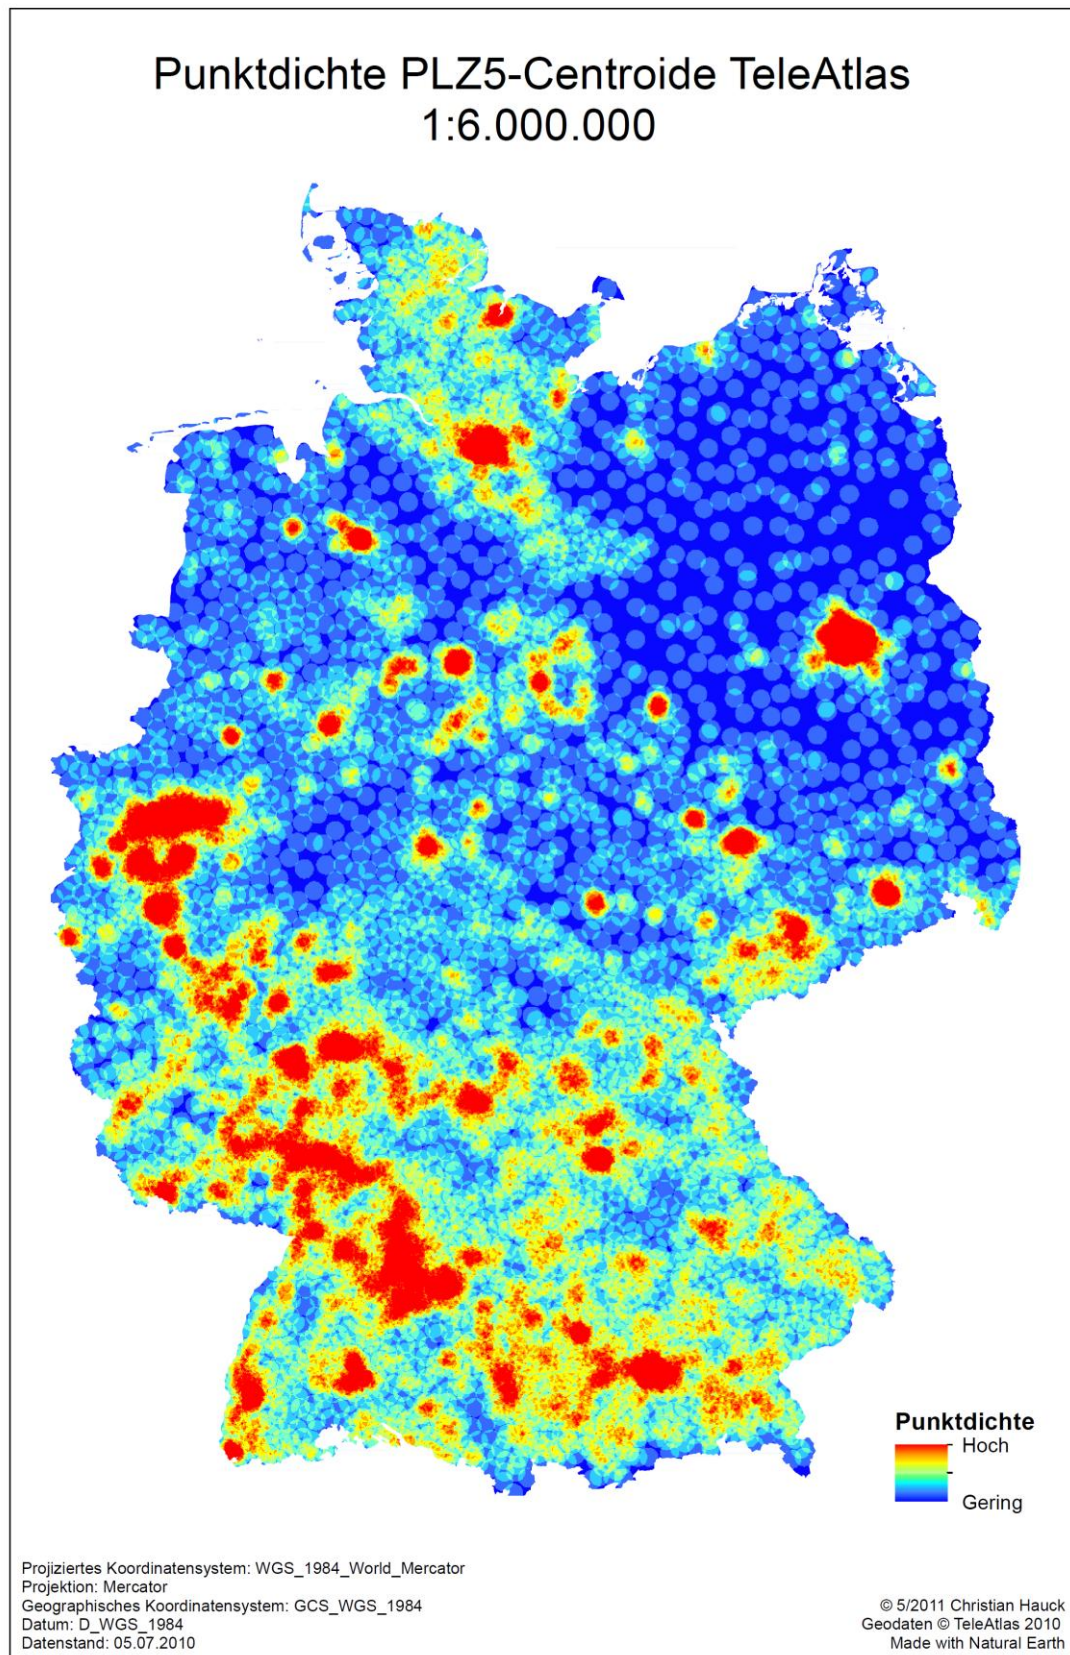 Punktdichte PLZ5-Centroide TeleAtlas
1:6.000.000
Punktdichte
Hoch
Gering
Projiziertes Koordinatensystem: WGS_1984_World_Mercator
Projektion: Mercator
Geographisches Koordinatensystem: GCS_WGS_1984
Datum: D_WGS_1984
Datenstand: 05.07.2010
© 5/2011 Christian Hauck
Geodaten © TeleAtlas 2010
Made with Natural Earth